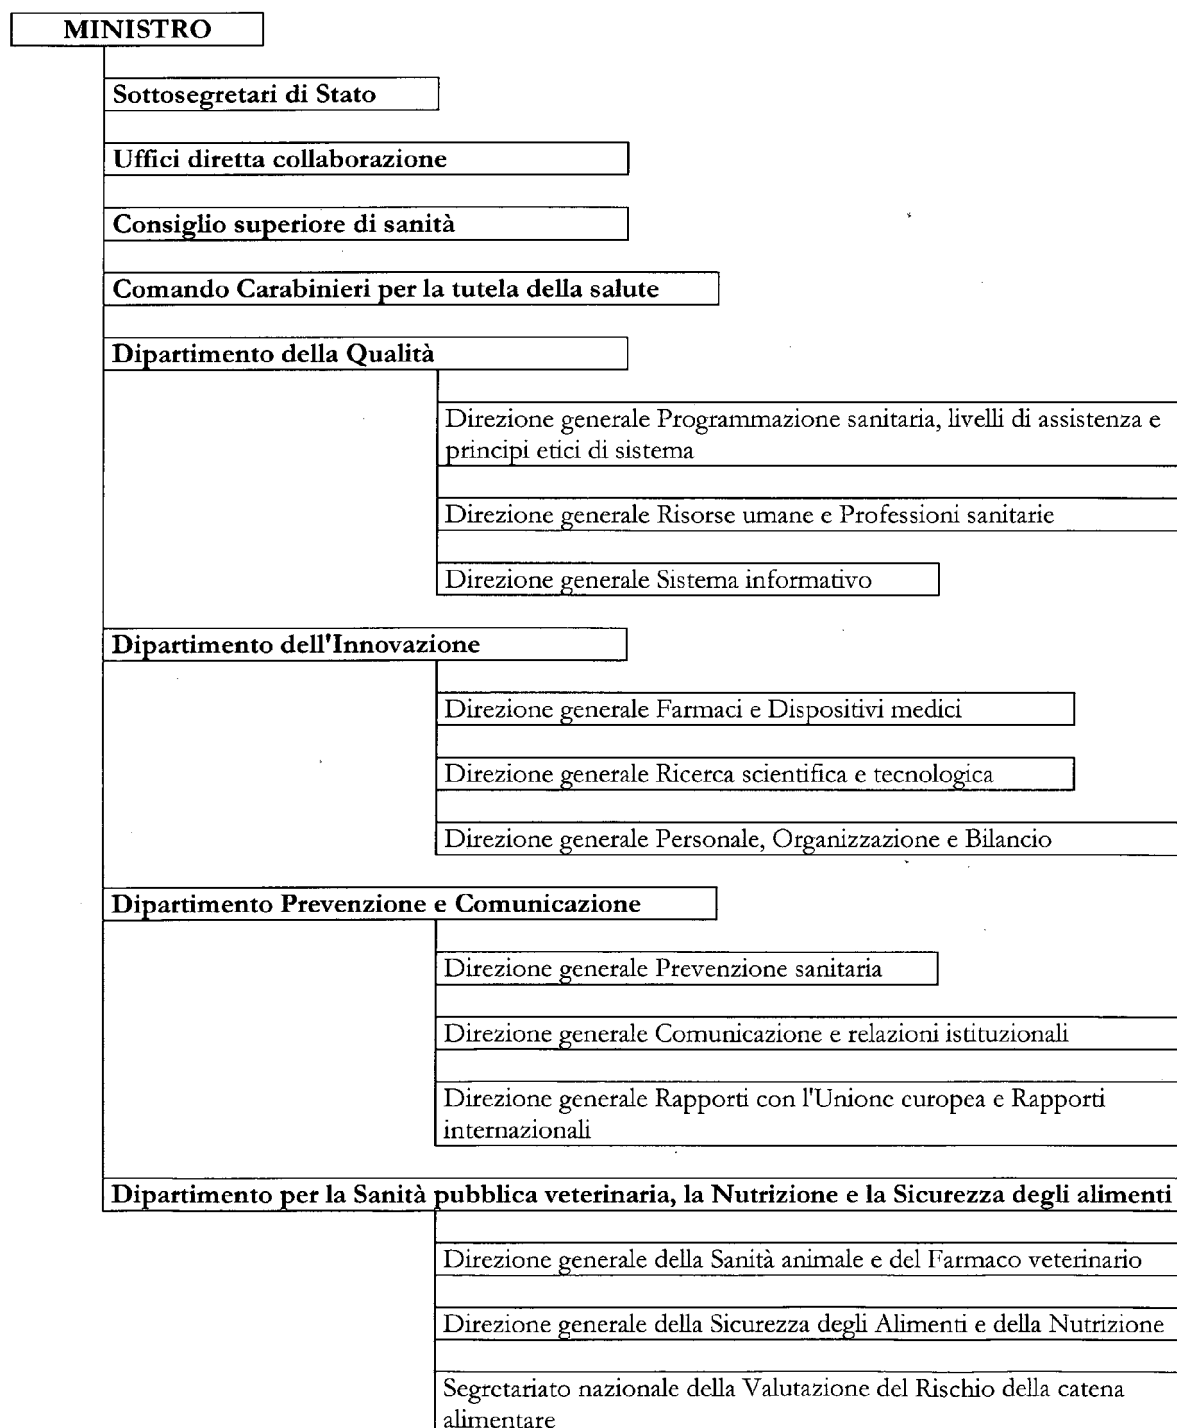 MINISTRO
Sottosegretari di Stato
Uffici diretta collaborazione
Consiglio superiore di sanità
Comando Carabinieri per la tutela della salute
Dipartimento della Qualità
Direzione generale Programmazione sanitaria, livelli di assistenza e
principi etici di sistema
Direzione generale Risorse umane e Professioni sanitarie
Direzione generale Sistema informativo
Dipartimento dell'Innovazione
Direzione generale Farmaci e Dispositivi medici
Direzione generale Ricerca scientifica e tecnologica
Direzione generale Personale, Organizzazione e Bilancio
Dipartimento Prevenzione e Comunicazione
Direzione generale Prevenzione sanitaria
Direzione generale Comunicazione e relazioni istituzionali
Direzione generale Rapporti con l'Unione europea e Rapporti
internazionali
Dipartimento per la Sanità pubblica veterinaria, la Nutrizione e la Sicurezza degli alimenti
Direzione generale della Sanità animale e del Farmaco veterinario
Direzione generale della Sicurezza degli Alimenti e della Nutrizione
Segretariato nazionale della Valutazione del Rischio della catena
alimentare